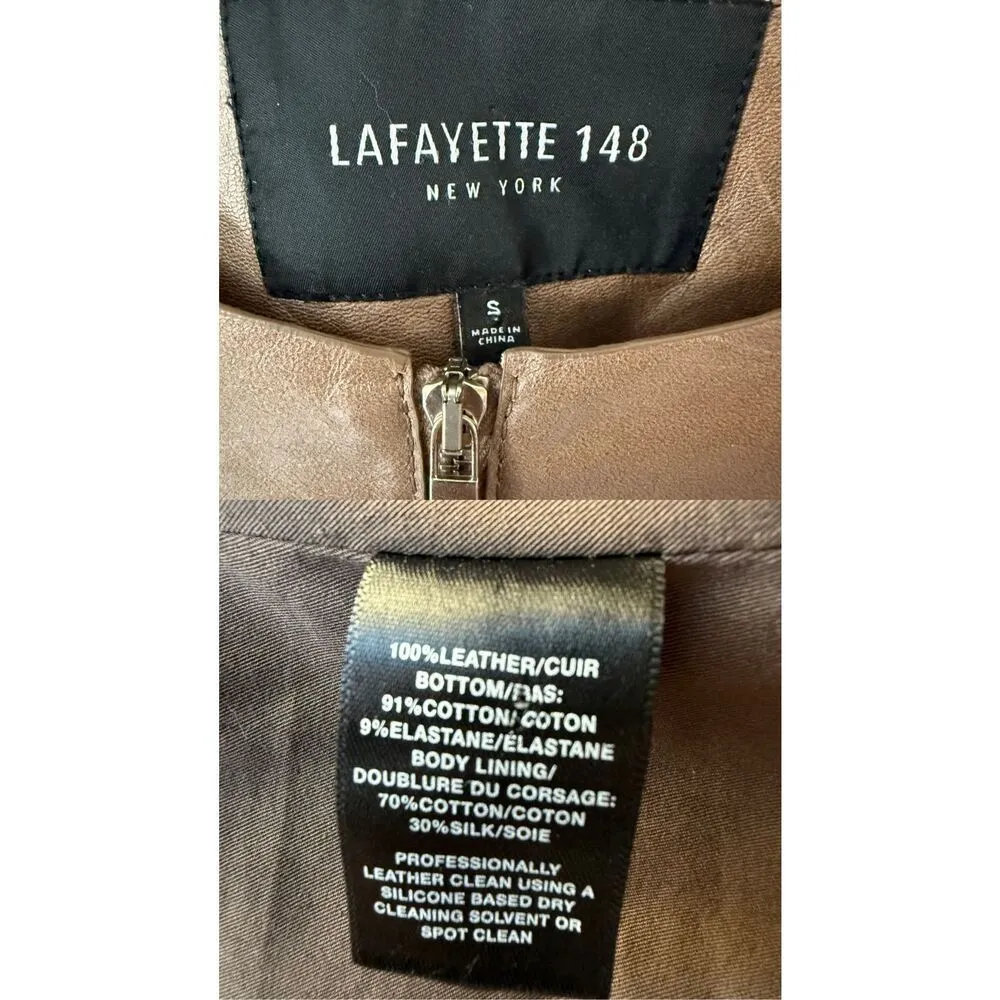 LAFAYETTE 148
NEW YORK
S
MADE IN
CHINA
100%LEATHER/CUIR
BOTTOM/BAS:
91%COTTON/COTON
9%ELASTANE/ÉLASTANE
BODY LINING/
DOUBLURE DU CORSAGE:
70%COTTON/COTON
30%SILK/SOIE
PROFESSIONALLY
LEATHER CLEAN USING A
SILICONE BASED DRY
CLEANING SOLVENT OR
SPOT CLEAN